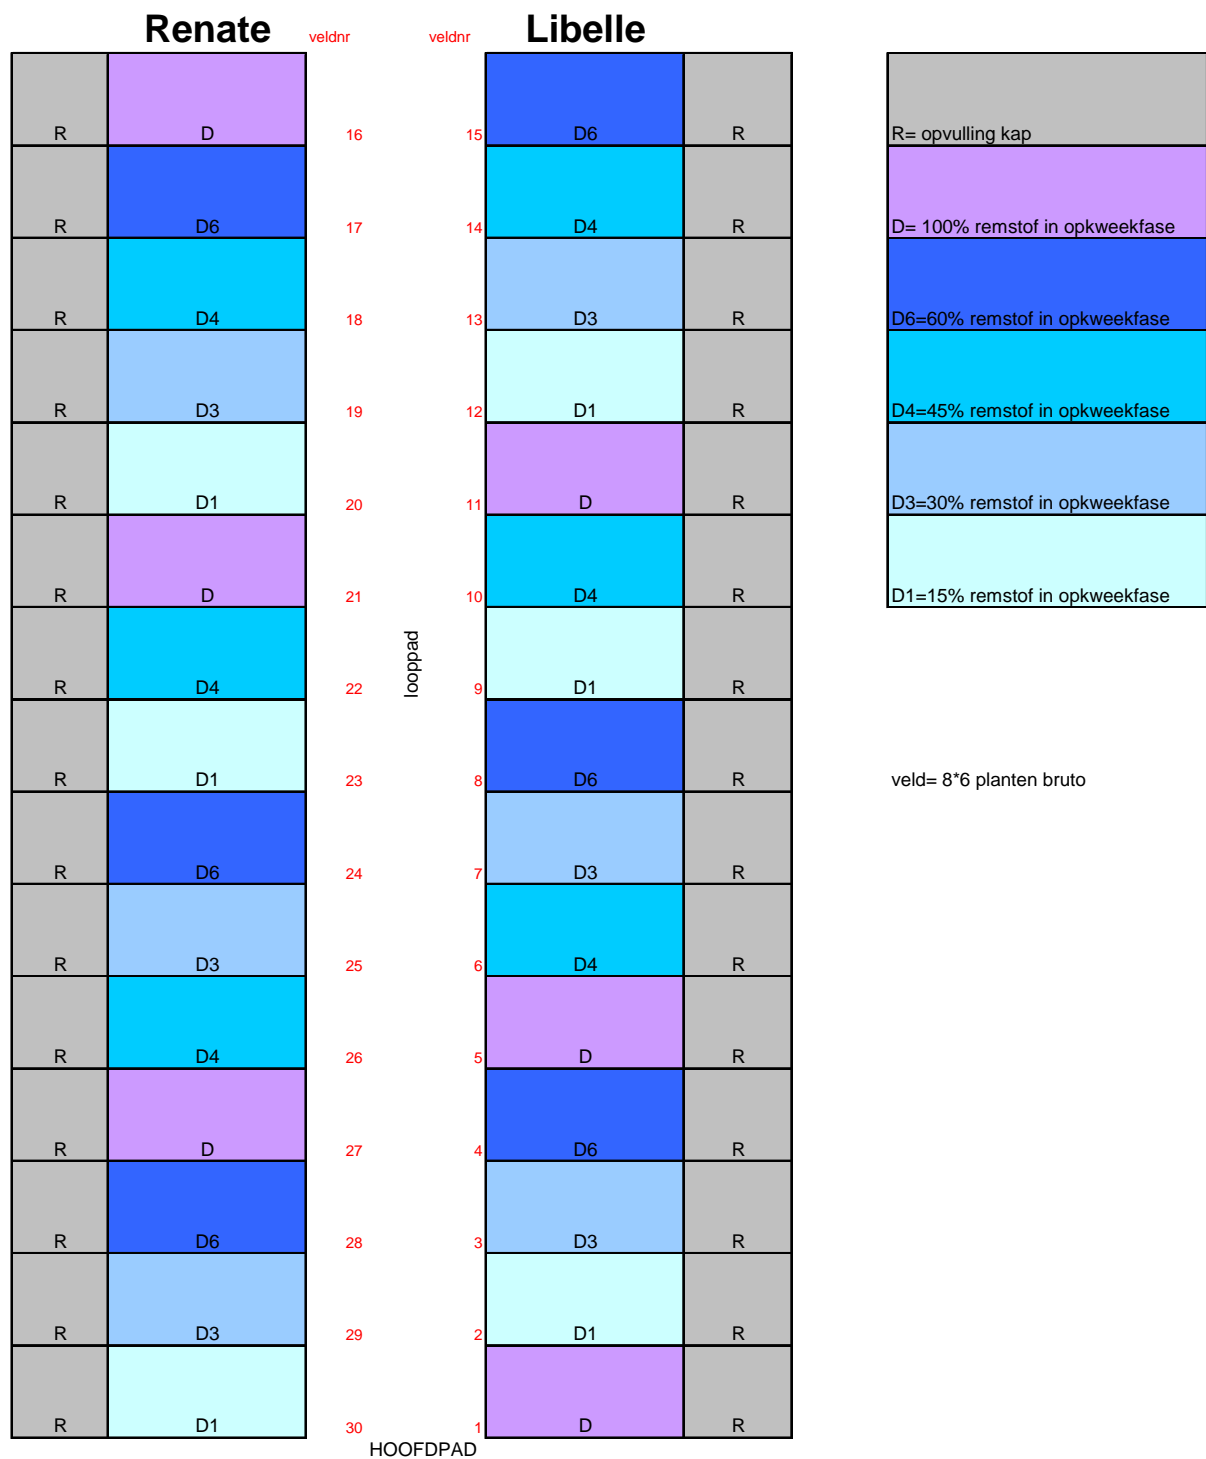 Renate veldnr veldnr Libelle
R D 16 15 D6 R R= opvulling kap
R D6 17 14 D4 R D= 100% remstof in opkweekfase
R D4 18 13 D3 R D6=60% remstof in opkweekfase
R D3 19 12 D1 R D4=45% remstof in opkweekfase
R D1 20 11 D R D3=30% remstof in opkweekfase
R D 21 10 D4 R D1=15% remstof in opkweekfase
looppad
R D4 22 9 D1 R
R D1 23 8 D6 R veld= 8*6 planten bruto
R D6 24 7 D3 R
R D3 25 6 D4 R
R D4 26 5 D R
R D 27 4 D6 R
R D6 28 3 D3 R
R D3 29 2 D1 R
R D1 30 1 D R
HOOFDPAD